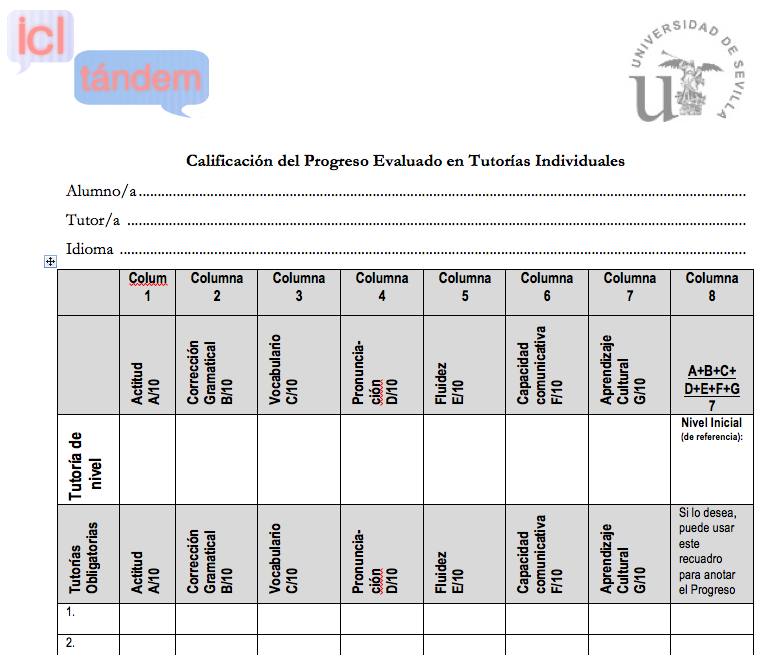 icl
tándem
UNIVERSIDAD DE SEVILLA
u
Calificación del Progreso Evaluado en Tutorías Individuales
Alumno/a
Tutor/a
Idioma
Colum 1
Columna 2
Columna 3
Columna 4
Columna 5
Columna 6
Columna 7
Columna 8
Actitud
A/10
Corrección
Gramatical
B/10
Vocabulario
C/10
Pronuncia-
ción
D/10
Fluidez
E/10
Capacidad
comunicativa
F/10
Aprendizaje
Cultural
G/10
A+B+C+
D+E+F+G
7
Tutoría de
nivel
Nivel Inicial
(de referencia):
Tutorías
Obligatorias
Actitud
A/10
Corrección
Gramatical
B/10
Vocabulario
C/10
Pronuncia-
ción
D/10
Fluidez
E/10
Capacidad
comunicativa
F/10
Aprendizaje
Cultural
G/10
Si lo desea,
puede usar
este
recuadro
para anotar
el Progreso
1.
2.